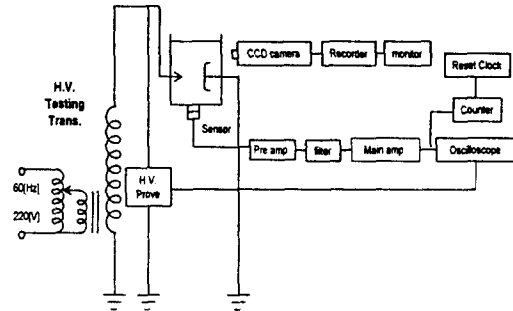 CCD camera
Recorder
monitor
Reset Clock
H.V.
Testing
Trans.
Counter
Sensor
Pre amp
filter
Main amp
Oscilloscope
60[Hz]
H.V.
Prove
220[V]